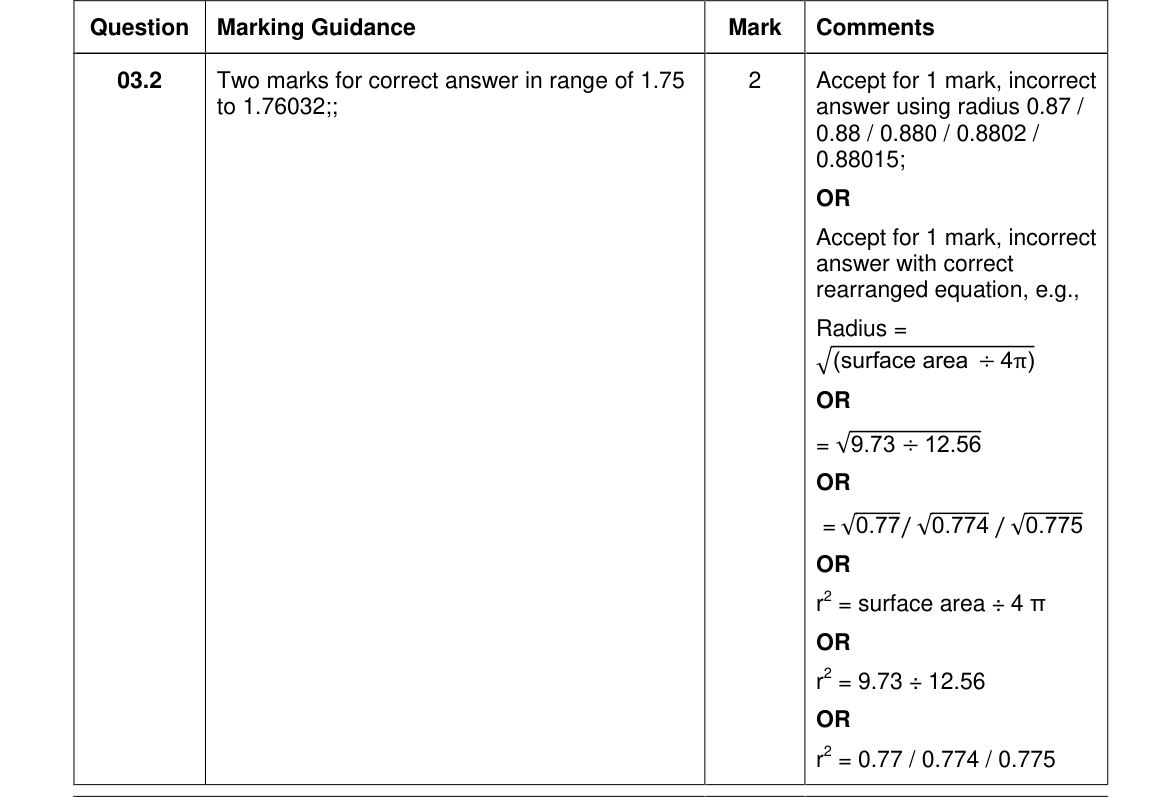 Question Marking Guidance Mark Comments
03.2 Two marks for correct answer in range of 1.75 2 Accept for 1 mark, incorrect
to 1.76032;; answer using radius 0.87 /
0.88 / 0.880 / 0.8802 /
0.88015;
OR
Accept for 1 mark, incorrect
answer with correct
rearranged equation, e.g.,
Radius =
√(surface area ÷ 4π)
OR
= √9.73 ÷ 12.56
OR
= √0.77/ √0.774 / √0.775
OR
r² = surface area ÷ 4 π
OR
r² = 9.73 ÷ 12.56
OR
r² = 0.77 / 0.774 / 0.775